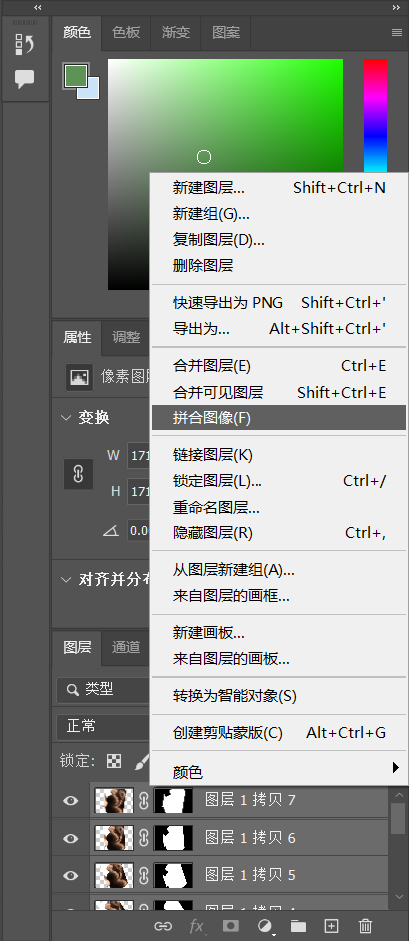 颜色 色板 渐变 图案
新建图层... Shift+Ctrl+N
新建组(G)...
复制图层(D)...
删除图层
快速导出为 PNG Shift+Ctrl+'
导出为... Alt+Shift+Ctrl+'
属性 调整
合并图层(E) Ctrl+E
像素图
合并可见图层 Shift+Ctrl+E
变换
拼合图像(F)
W 171
链接图层(K)
锁定图层(L)... Ctrl+/
H 171
重命名图层...
0.0
隐藏图层(R) Ctrl+,
从图层新建组(A)...
对齐并分布
来自图层的画框...
新建画板...
图层 通道
来自图层的画板...
类型
转换为智能对象(S)
正常
创建剪贴蒙版(C) Alt+Ctrl+G
锁定:
颜色
图层 1 拷贝 7
图层 1 拷贝 6
图层 1 拷贝 5
fx